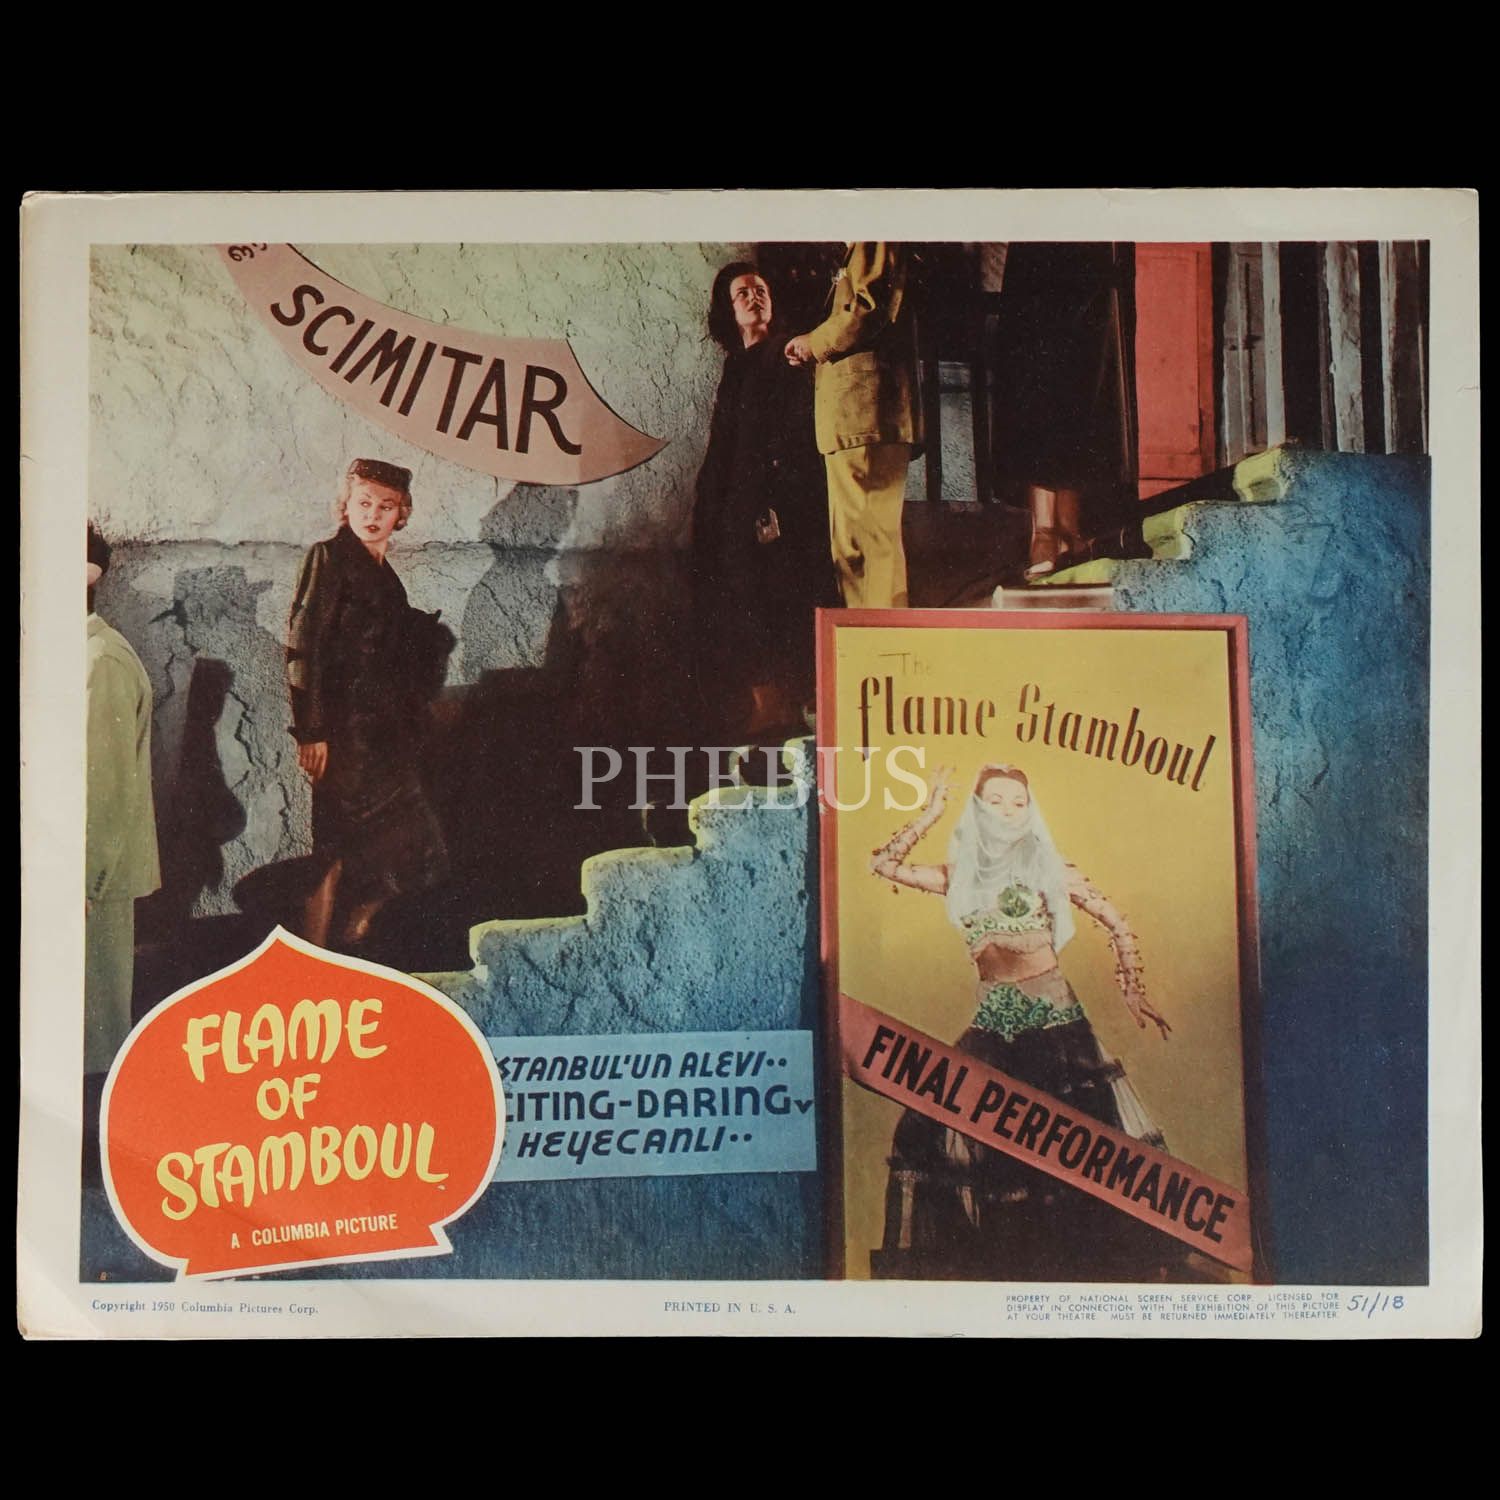 SCIMITAR
The
flame Stamboul
PHEBUS
FINAL PERFORMANCE
STANBUL'UN ALEVI..
CITING-DARING
HEYECANLI..
FLAME
OF
STAMBOUL
A COLUMBIA PICTURE
8
Copyright 1950 Columbia Pictures Corp.
PRINTED IN U. S. A.
PROPERTY OF NATIONAL SCREEN SERVICE CORP. LICENSED FOR
DISPLAY IN CONNECTION WITH THE EXHIBITION OF THIS PICTURE
AT YOUR THEATRE. MUST BE RETURNED IMMEDIATELY THEREAFTER.
51/18